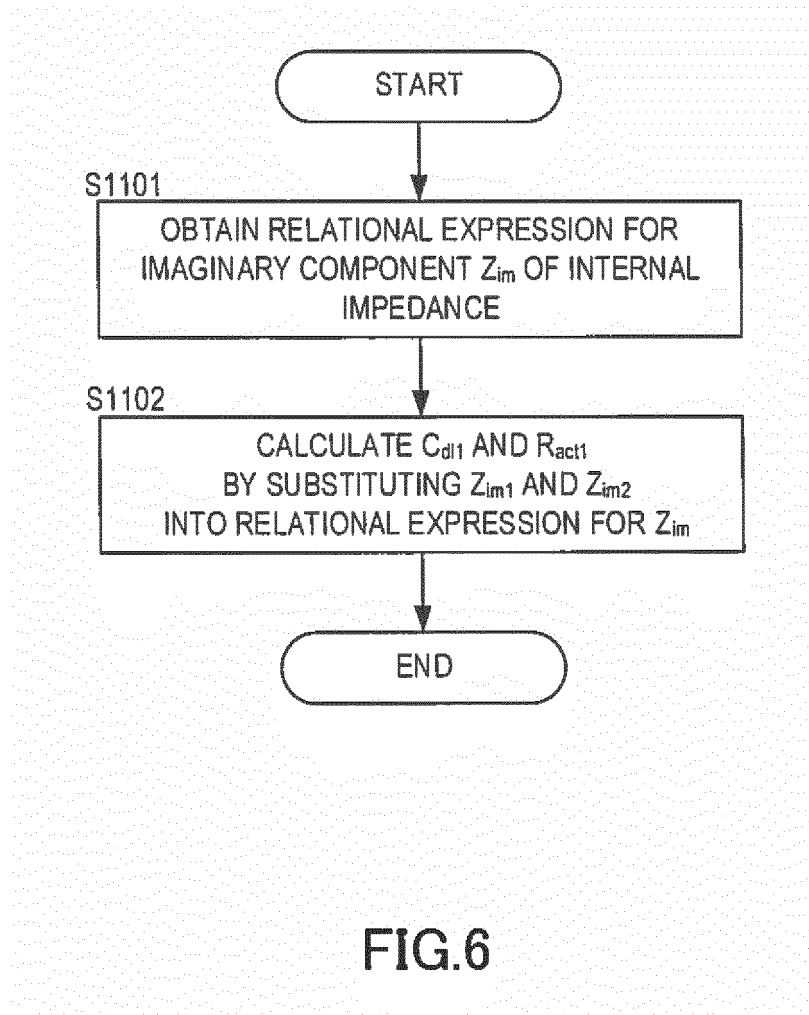 START
S1101
OBTAIN RELATIONAL EXPRESSION FOR
IMAGINARY COMPONENT Zim OF INTERNAL
IMPEDANCE
S1102
CALCULATE Cdl1 AND Ract1
BY SUBSTITUTING Zim1 AND Zim2
INTO RELATIONAL EXPRESSION FOR Zim
END
FIG.6